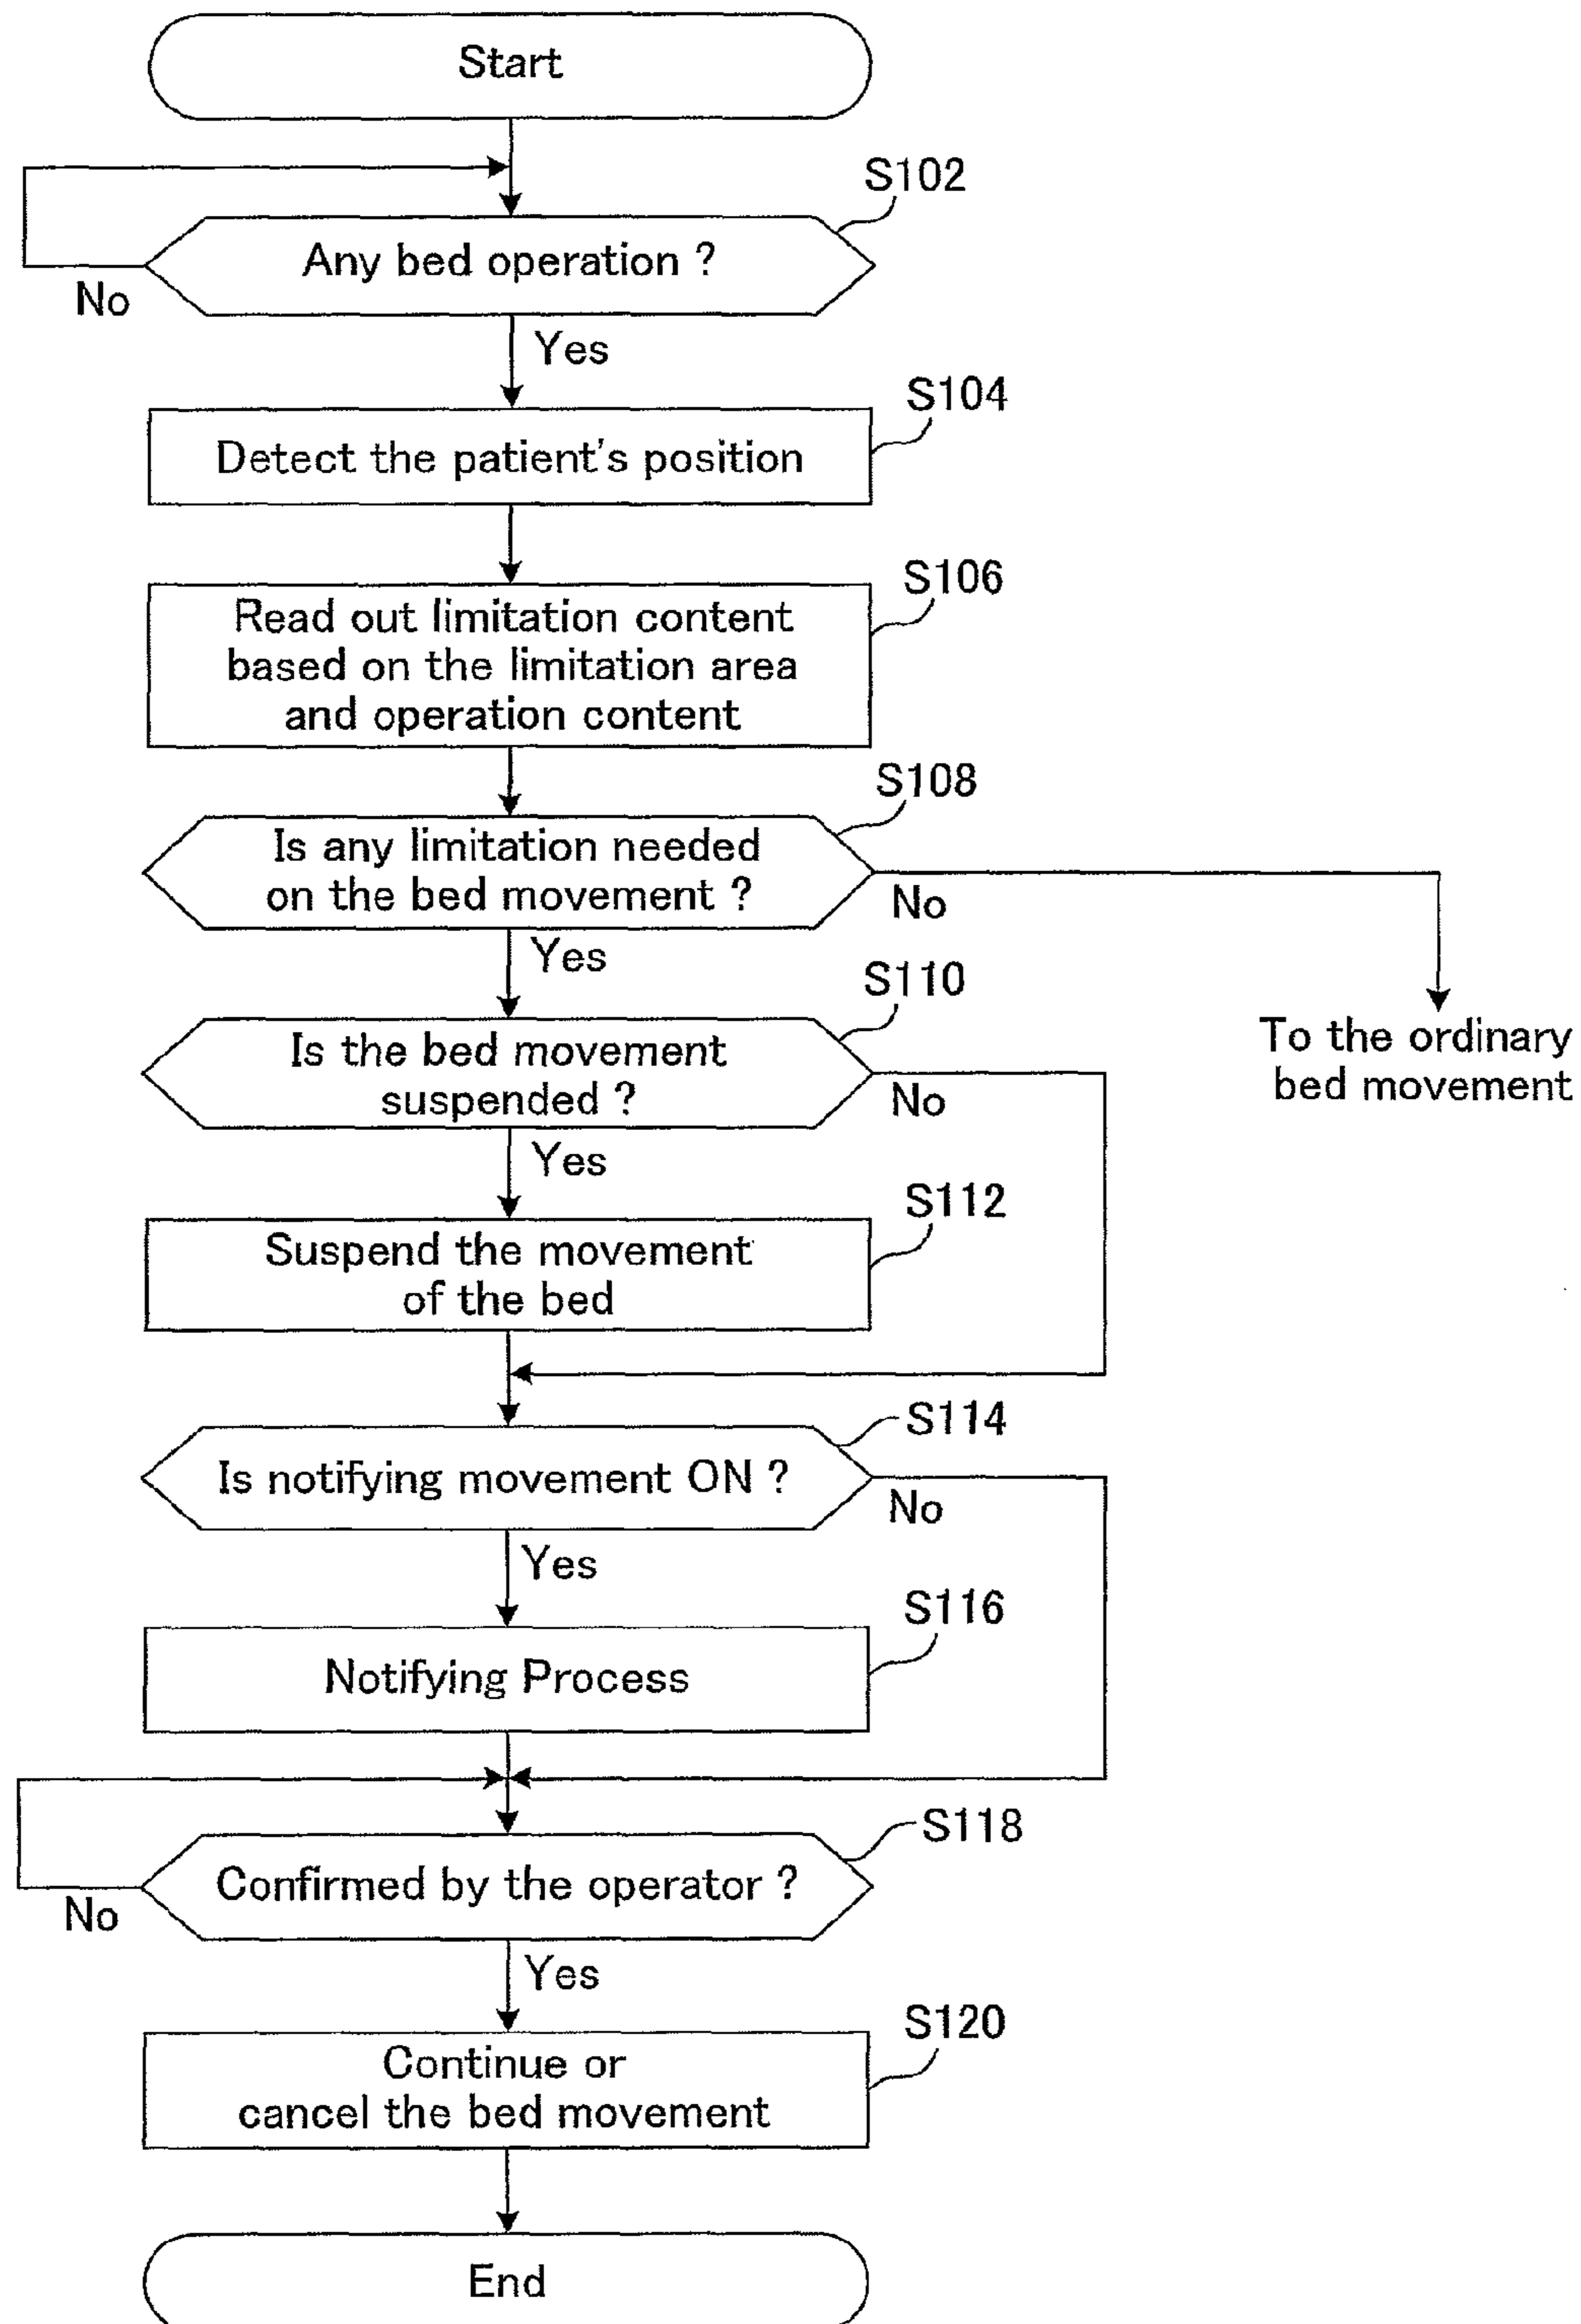 Start
S102
Any bed operation ?
No
Yes
S104
Detect the patient's position
S106
Read out limitation content
based on the limitation area
and operation content
S108
Is any limitation needed
on the bed movement ?
No
Yes
To the ordinary
bed movement
S110
Is the bed movement
suspended ?
No
Yes
S112
Suspend the movement
of the bed
S114
Is notifying movement ON ?
No
Yes
S116
Notifying Process
S118
Confirmed by the operator ?
No
Yes
S120
Continue or
cancel the bed movement
End